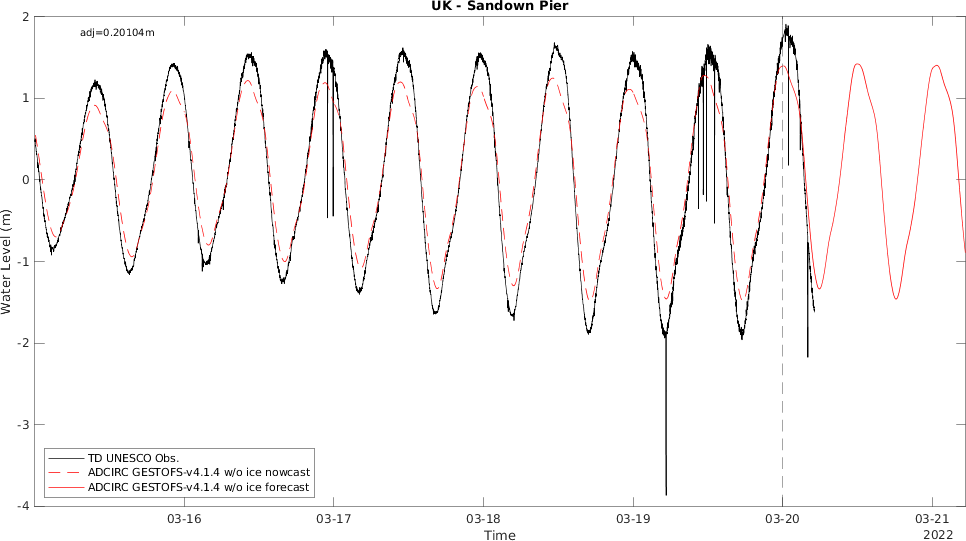 UK - Sandown Pier
adj=0.20104m
2
1
0
-1
-2
-3
-4
Water Level (m)
TD UNESCO Obs.
ADCIRC GESTOFS-v4.1.4 w/o ice nowcast
ADCIRC GESTOFS-v4.1.4 w/o ice forecast
03-16 03-17 03-18 03-19 03-20 03-21
Time
2022